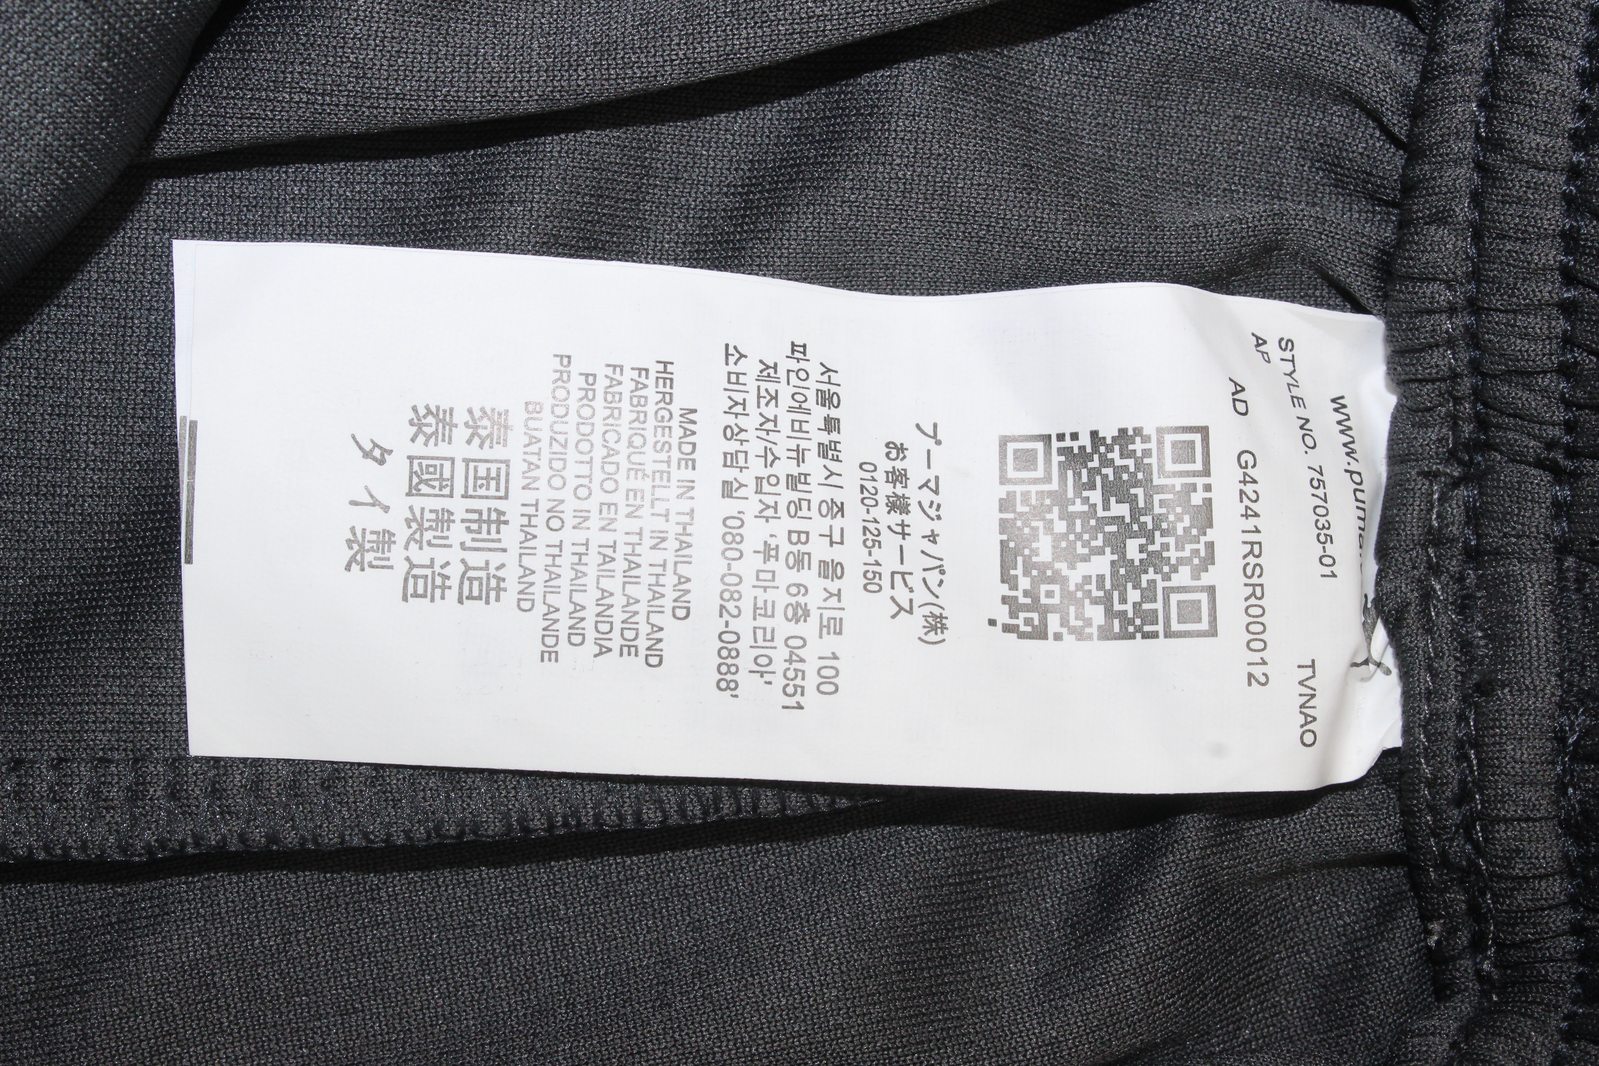 www.puma
STYLE NO. 757035-01 TVNAO
AP
AD G4241RSR00012
プーマジャパン(株)
お客様サービス
0120-125-150
서울특별시 중구 을지로 100
파인에비뉴빌딩 B동 6층 04551
제조자/수입자 '푸마코리아'
소비자상담실 '080-082-0888'
MADE IN THAILAND
HERGESTELLT IN THAILAND
FABRIQUÉ EN THAILANDE
FABRICADO EN TAILANDIA
PRODOTTO IN THAILAND
PRODUZIDO NO THAILANDE
BUATAN THAILAND
泰国制造
泰國製造
タイ製